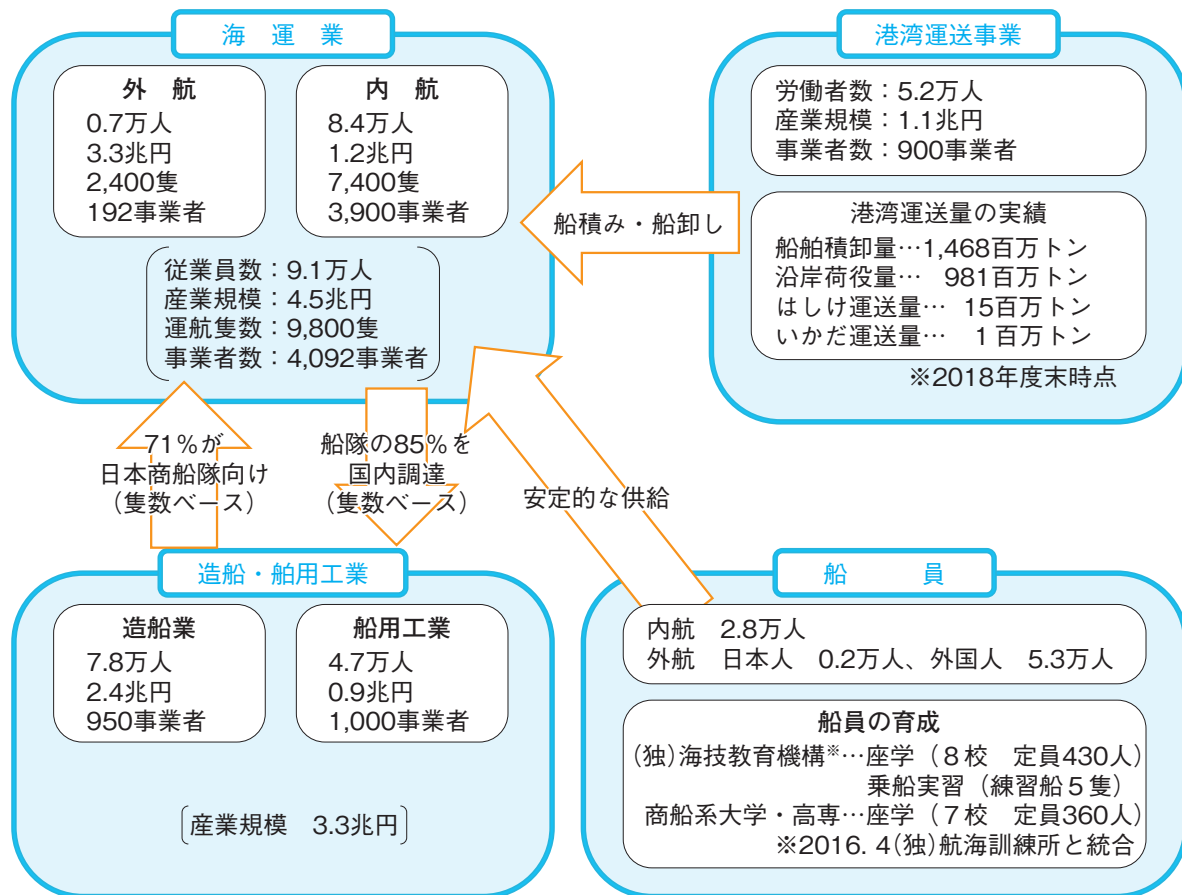 海　運　業
外　航
0.7万人
3.3兆円
2,400隻
192事業者
内　航
8.4万人
1.2兆円
7,400隻
3,900事業者
従業員数：9.1万人
産業規模：4.5兆円
運航隻数：9,800隻
事業者数：4,092事業者
港湾運送事業
労働者数：5.2万人
産業規模：1.1兆円
事業者数：900事業者
港湾運送量の実績
船舶積卸量…1,468百万トン
沿岸荷役量…　981百万トン
はしけ運送量…　15百万トン
いかだ運送量…　1百万トン
※2018年度末時点
船積み・船卸し
71％が
日本商船隊向け
（隻数ベース）
船隊の85％を
国内調達
（隻数ベース）
安定的な供給
造船・舶用工業
造船業
7.8万人
2.4兆円
950事業者
舶用工業
4.7万人
0.9兆円
1,000事業者
産業規模　3.3兆円
船　　員
内航　2.8万人
外航　日本人　0.2万人、外国人　5.3万人
船員の育成
(独)海技教育機構※…座学（8校　定員430人）
乗船実習（練習船5隻）
商船系大学・高専…座学（7校　定員360人）
※2016. 4(独)航海訓練所と統合